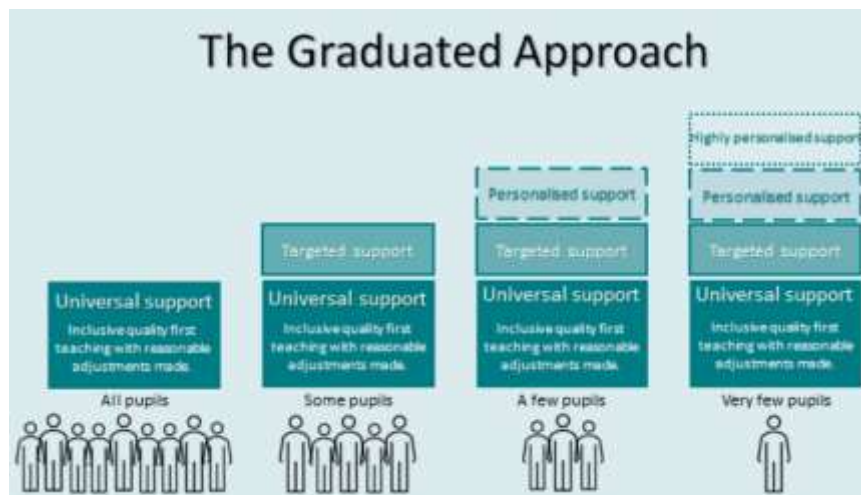 The Graduated Approach
Highly personalised support
Personalised support
Personalised support
Targeted support
Targeted support
Targeted support
Universal support
Inclusive quality first
teaching with reasonable
adjustments made.
Universal support
Inclusive quality first
teaching with reasonable
adjustments made.
Universal support
Inclusive quality first
teaching with reasonable
adjustments made.
Universal support
Inclusive quality first
teaching with reasonable
adjustments made.
All pupils
Some pupils
A few pupils
Very few pupils